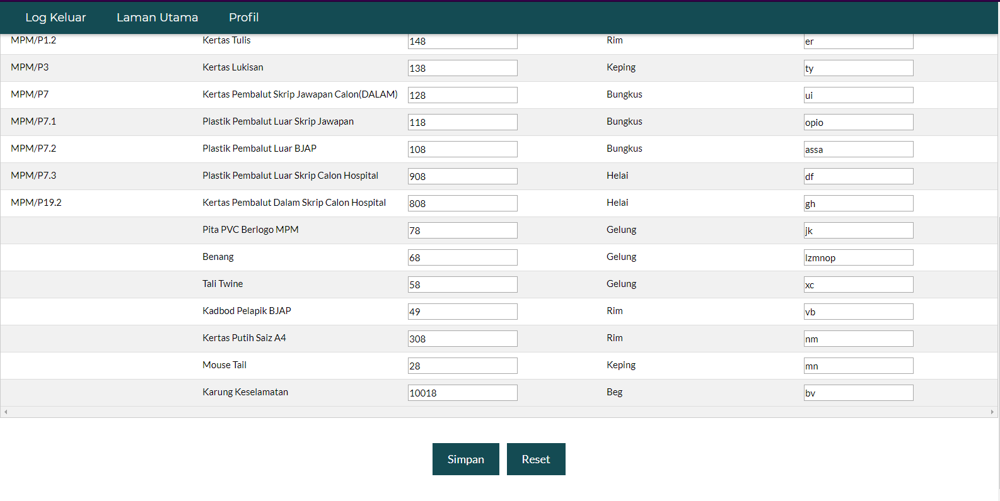 Log Keluar Laman Utama Profil
MPM/P1.2 Kertas Tulis 148 Rim er
MPM/P3 Kertas Lukisan 138 Keping ty
MPM/P7 Kertas Pembalut Skrip Jawapan Calon(DALAM) 128 Bungkus ui
MPM/P7.1 Plastik Pembalut Luar Skrip Jawapan 118 Bungkus opio
MPM/P7.2 Plastik Pembalut Luar BJAP 108 Bungkus assa
MPM/P7.3 Plastik Pembalut Luar Skrip Calon Hospital 908 Helai df
MPM/P19.2 Kertas Pembalut Dalam Skrip Calon Hospital 808 Helai gh
Pita PVC Berlogo MPM 78 Gelung jk
Benang 68 Gelung lzmnop
Tali Twine 58 Gelung xc
Kadbod Pelapik BJAP 49 Rim vb
Kertas Putih Saiz A4 308 Rim nm
Mouse Tail 28 Keping mn
Karung Keselamatan 10018 Beg bv
Simpan Reset